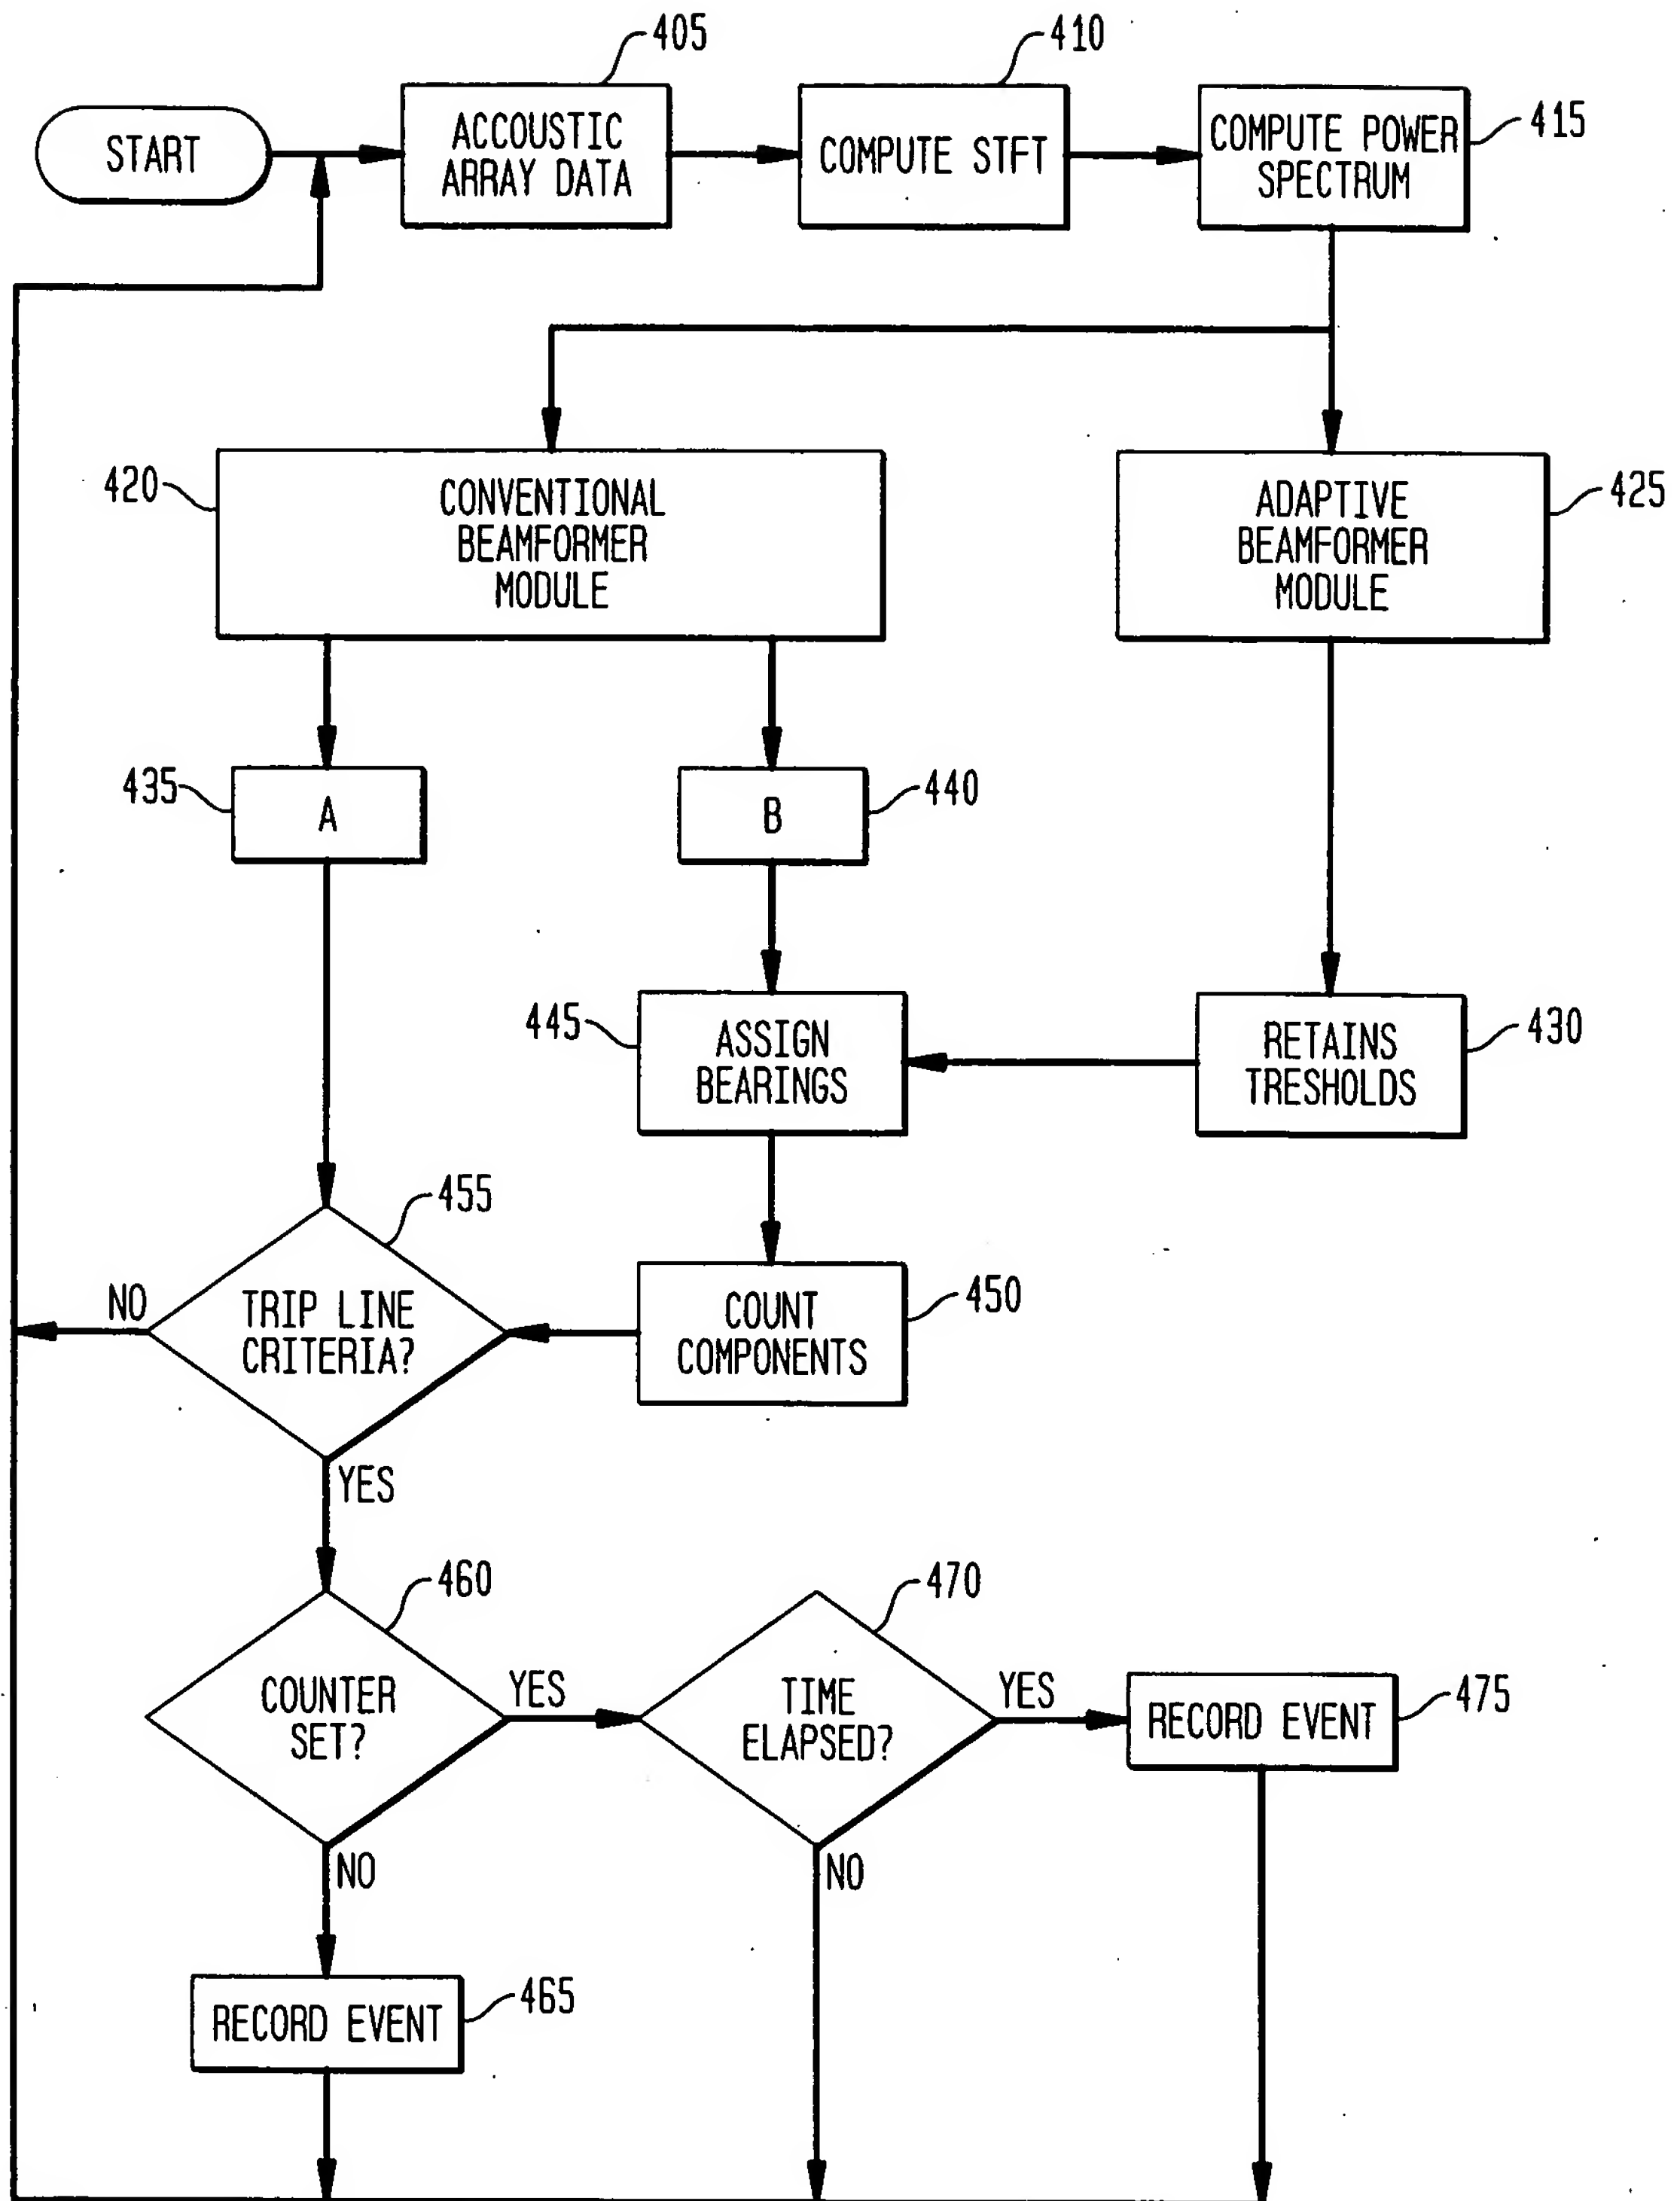 405
410
START
ACCOUSTIC
ARRAY DATA
COMPUTE STFT
COMPUTE POWER
SPECTRUM
415
420
CONVENTIONAL
BEAMFORMER
MODULE
ADAPTIVE
BEAMFORMER
MODULE
425
435
A
B
440
445
ASSIGN
BEARINGS
RETAINS
TRESHOLDS
430
455
NO
TRIP LINE
CRITERIA?
COUNT
COMPONENTS
450
YES
460
470
COUNTER
SET?
YES
TIME
ELAPSED?
YES
RECORD EVENT
475
NO
NO
RECORD EVENT
465